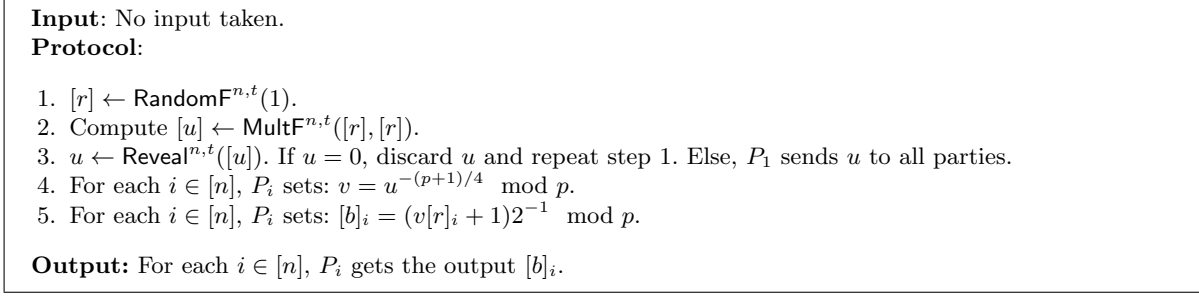 Input: No input taken.
Protocol:
1. [r] ← RandomF^{n,t}(1).
2. Compute [u] ← MultF^{n,t}([r], [r]).
3. u ← Reveal^{n,t}([u]). If u = 0, discard u and repeat step 1. Else, P_1 sends u to all parties.
4. For each i ∈ [n], P_i sets: v = u^{-(p+1)/4} mod p.
5. For each i ∈ [n], P_i sets: [b]_i = (v[r]_i + 1)2^{-1} mod p.
Output: For each i ∈ [n], P_i gets the output [b]_i.